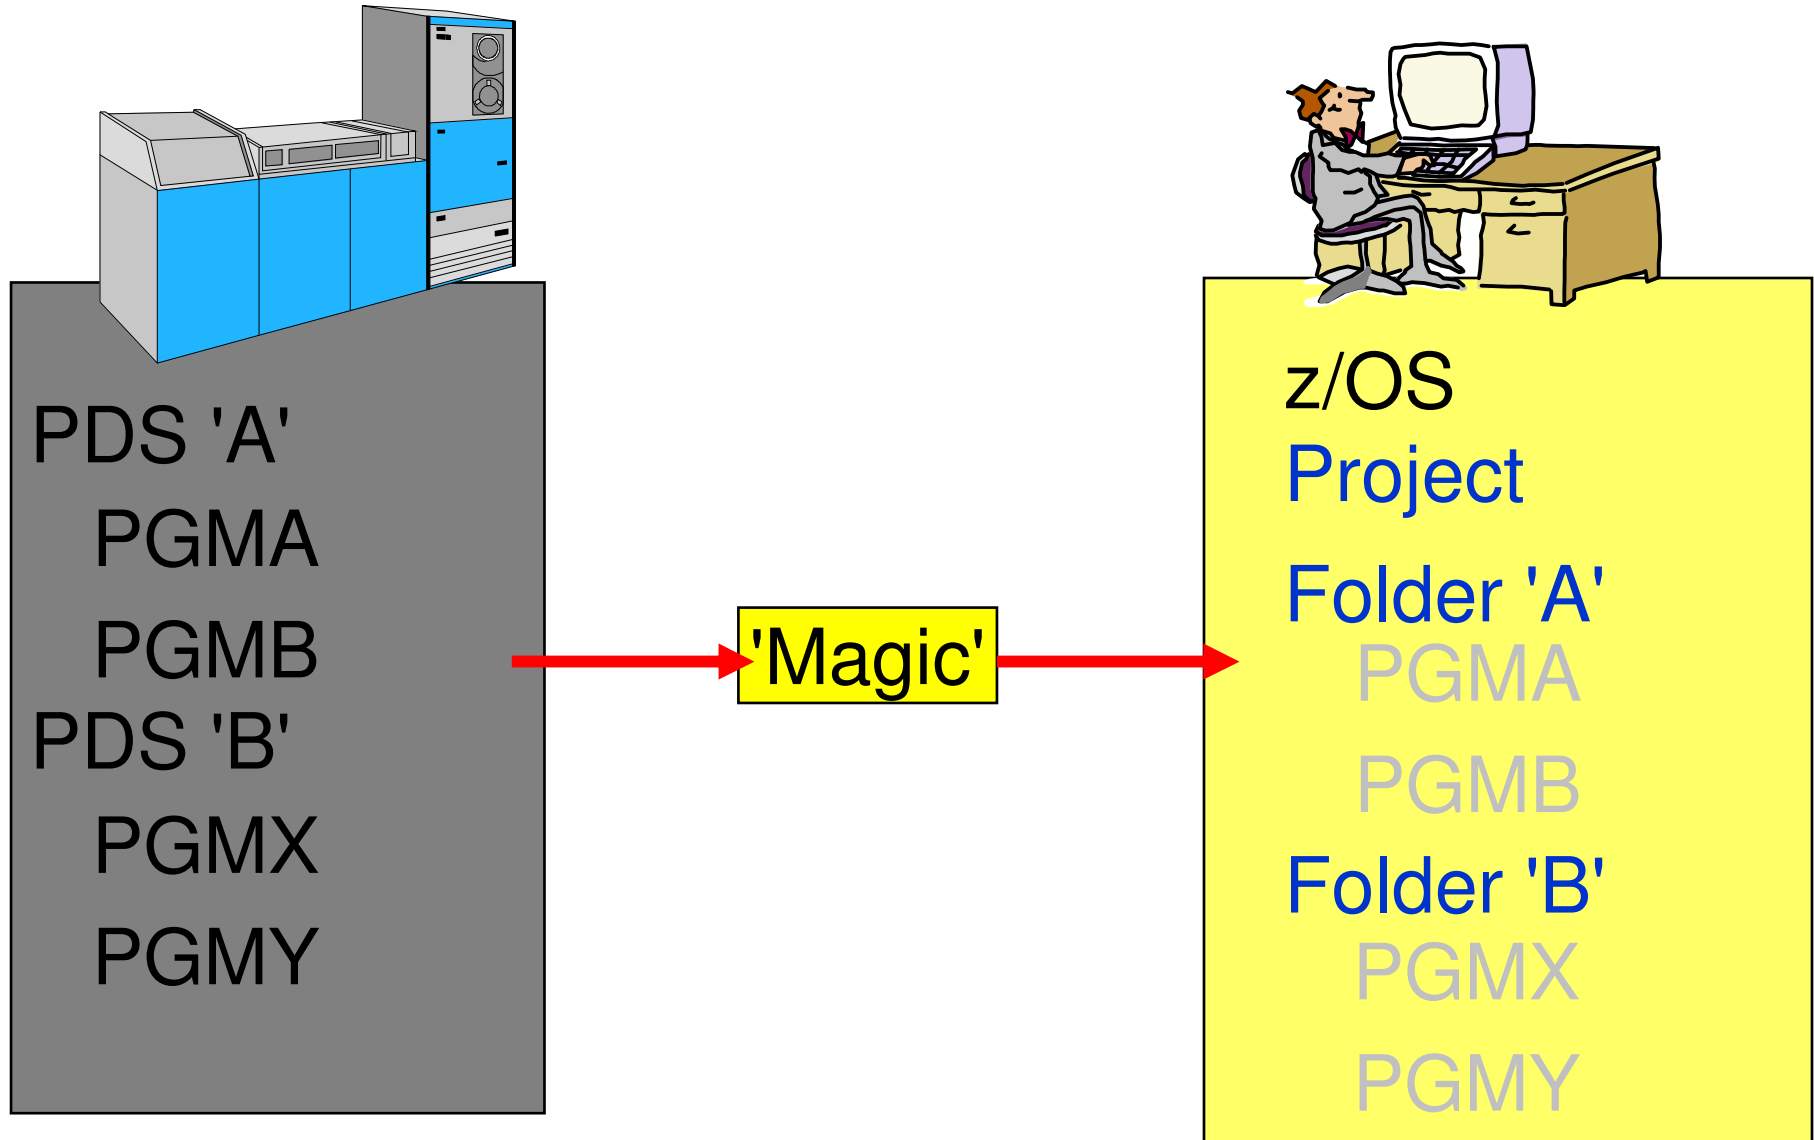 PDS 'A'
PGMA
PGMB
PDS 'B'
PGMX
PGMY
'Magic'
z/OS
Project
Folder 'A'
PGMA
PGMB
Folder 'B'
PGMX
PGMY